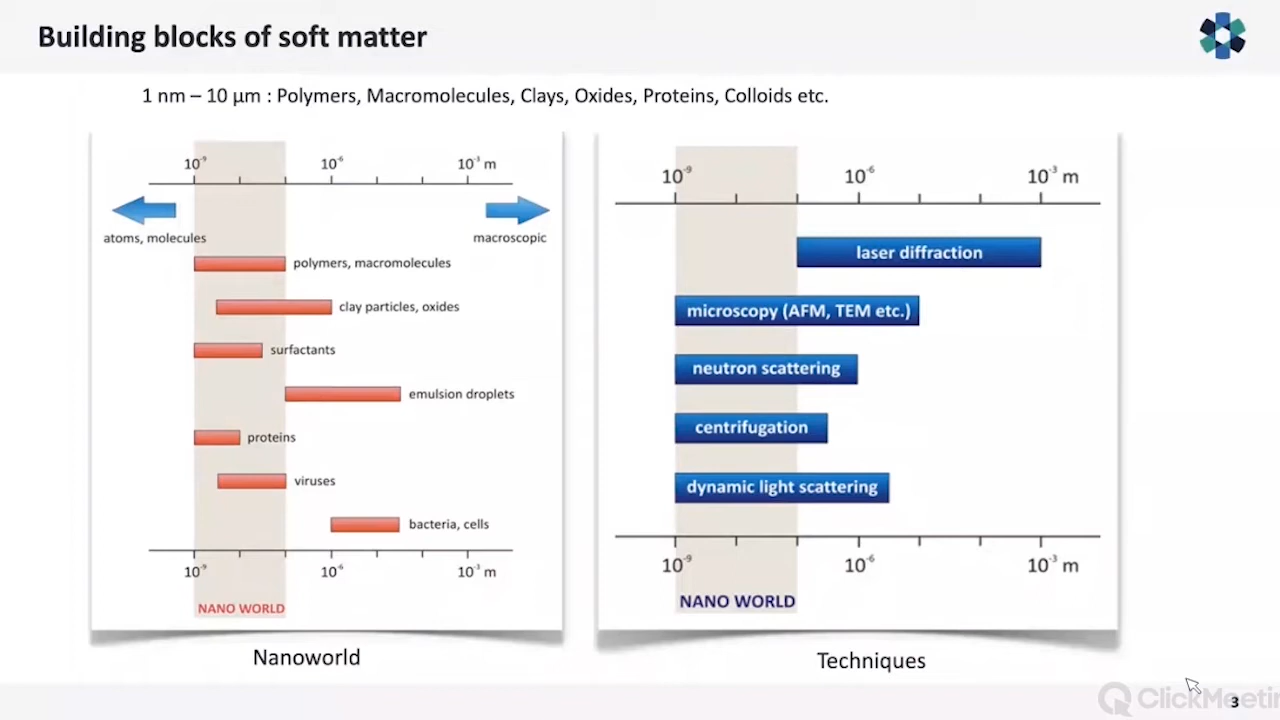 Building blocks of soft matter
1 nm – 10 µm : Polymers, Macromolecules, Clays, Oxides, Proteins, Colloids etc.
10⁻⁹ 10⁻⁶ 10⁻³ m
atoms, molecules macroscopic
polymers, macromolecules
clay particles, oxides
surfactants
emulsion droplets
proteins
viruses
bacteria, cells
10⁻⁹ 10⁻⁶ 10⁻³ m
NANO WORLD
Nanoworld
10⁻⁹ 10⁻⁶ 10⁻³ m
laser diffraction
microscopy (AFM, TEM etc.)
neutron scattering
centrifugation
dynamic light scattering
10⁻⁹ 10⁻⁶ 10⁻³ m
NANO WORLD
Techniques
ClickMeetin
3